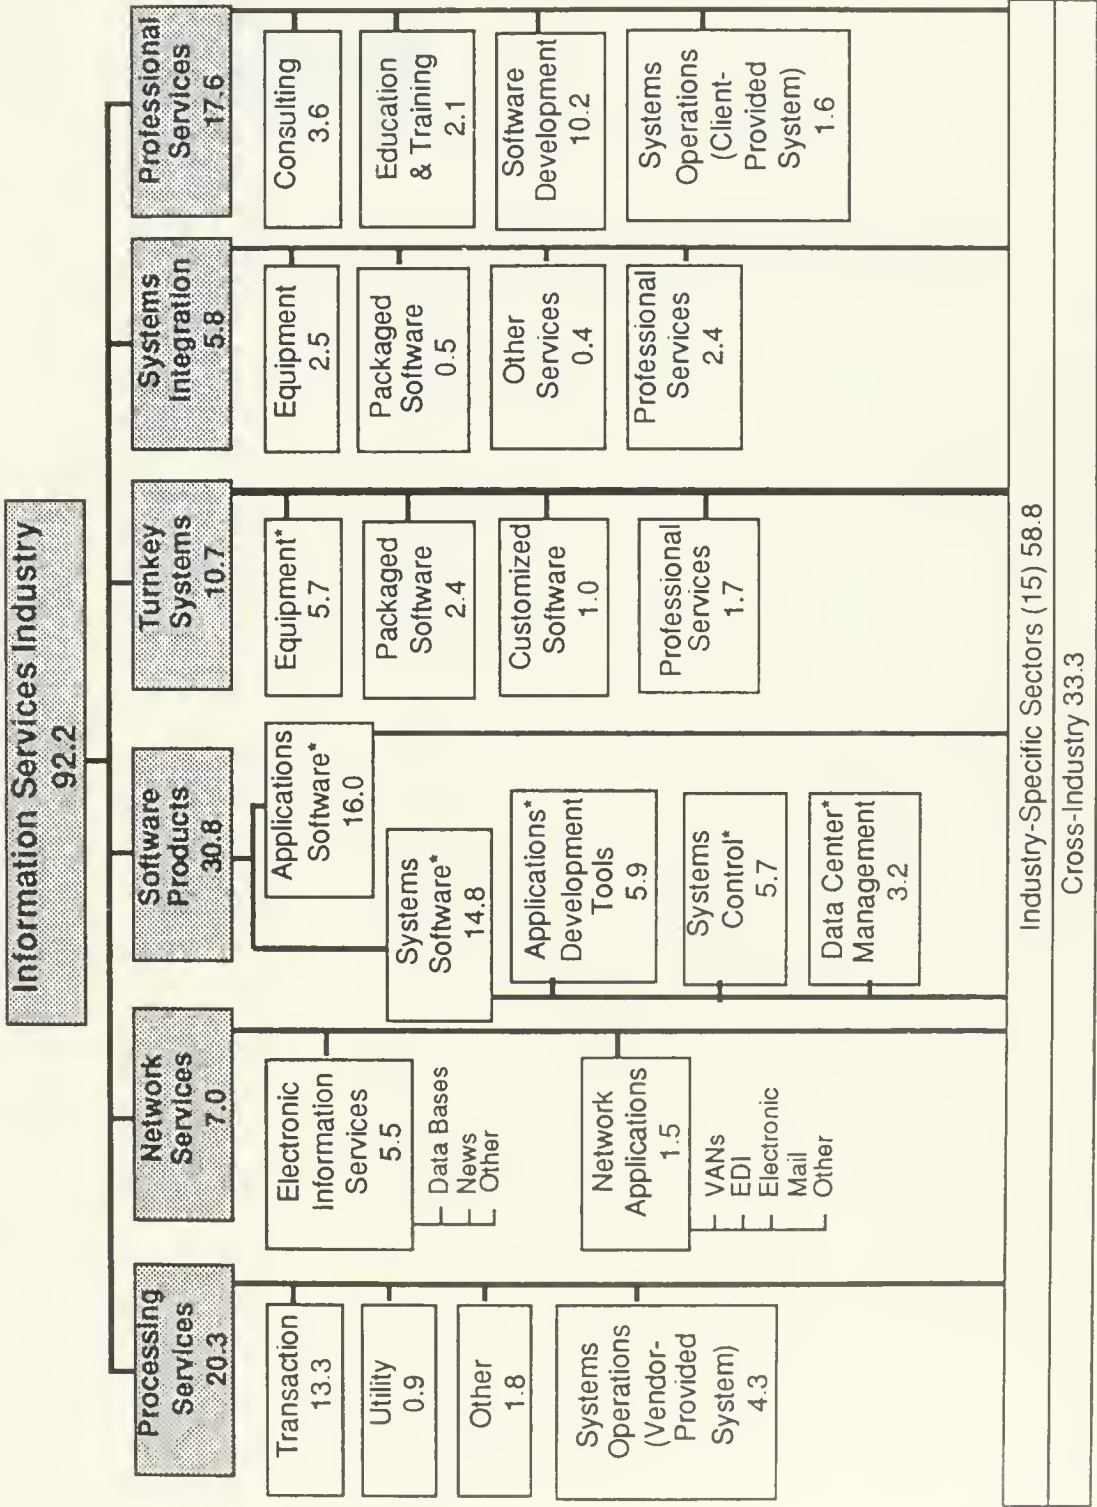 Information Services Industry
92.2
Processing
Services
20.3
Transaction
13.3
Utility
0.9
Other
1.8
Systems
Operations
(Vendor-
Provided
System)
4.3
Network
Services
7.0
Electronic
Information
Services
5.5
Data Bases
News
Other
Network
Applications
1.5
VANs
EDI
Electronic
Mail
Other
Software
Products
30.8
Applications
Software*
16.0
Systems
Software*
14.8
Applications*
Development
Tools
5.9
Systems
Control*
5.7
Data Center*
Management
3.2
Turnkey
Systems
10.7
Equipment*
5.7
Packaged
Software
2.4
Customized
Software
1.0
Professional
Services
1.7
Systems
Integration
5.8
Equipment
2.5
Packaged
Software
0.5
Other
Services
0.4
Professional
Services
2.4
Professional
Services
17.6
Consulting
3.6
Education
& Training
2.1
Software
Development
10.2
Systems
Operations
(Client-
Provided
System)
1.6
Industry-Specific Sectors (15) 58.8
Cross-Industry 33.3